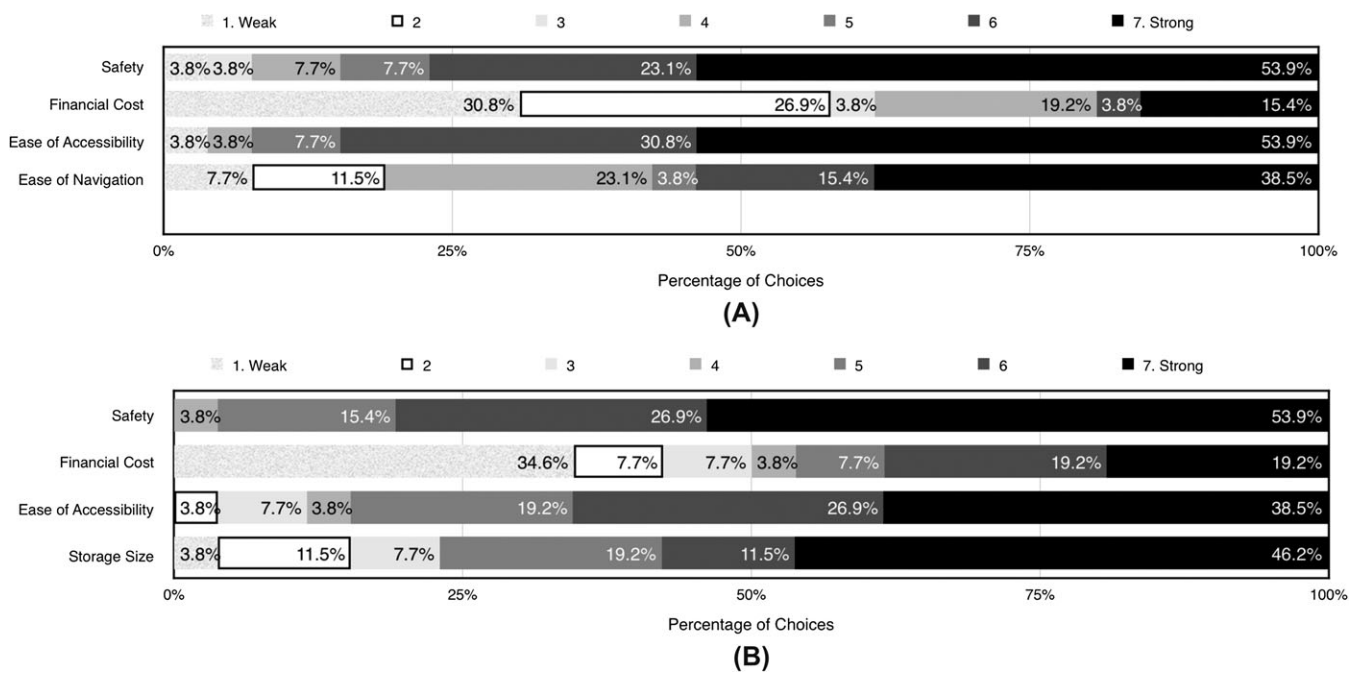 1. Weak 2 3 4 5 6 7. Strong
Safety 3.8% 3.8% 7.7% 7.7% 23.1% 53.9%
Financial Cost 30.8% 26.9% 3.8% 19.2% 3.8% 15.4%
Ease of Accessibility 3.8% 3.8% 7.7% 30.8% 53.9%
Ease of Navigation 7.7% 11.5% 23.1% 3.8% 15.4% 38.5%
0% 25% 50% 75% 100%
Percentage of Choices
(A)
1. Weak 2 3 4 5 6 7. Strong
Safety 3.8% 15.4% 26.9% 53.9%
Financial Cost 34.6% 7.7% 7.7% 3.8% 7.7% 19.2% 19.2%
Ease of Accessibility 3.8% 7.7% 3.8% 19.2% 26.9% 38.5%
Storage Size 3.8% 11.5% 7.7% 19.2% 11.5% 46.2%
0% 25% 50% 75% 100%
Percentage of Choices
(B)